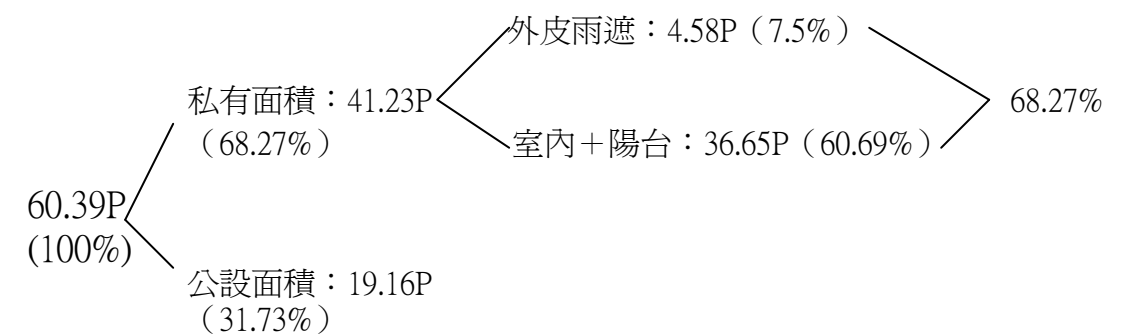 外皮雨遮：4.58P（7.5%）
私有面積：41.23P
（68.27%）
68.27%
室內＋陽台：36.65P（60.69%）
60.39P
(100%)
公設面積：19.16P
（31.73%）